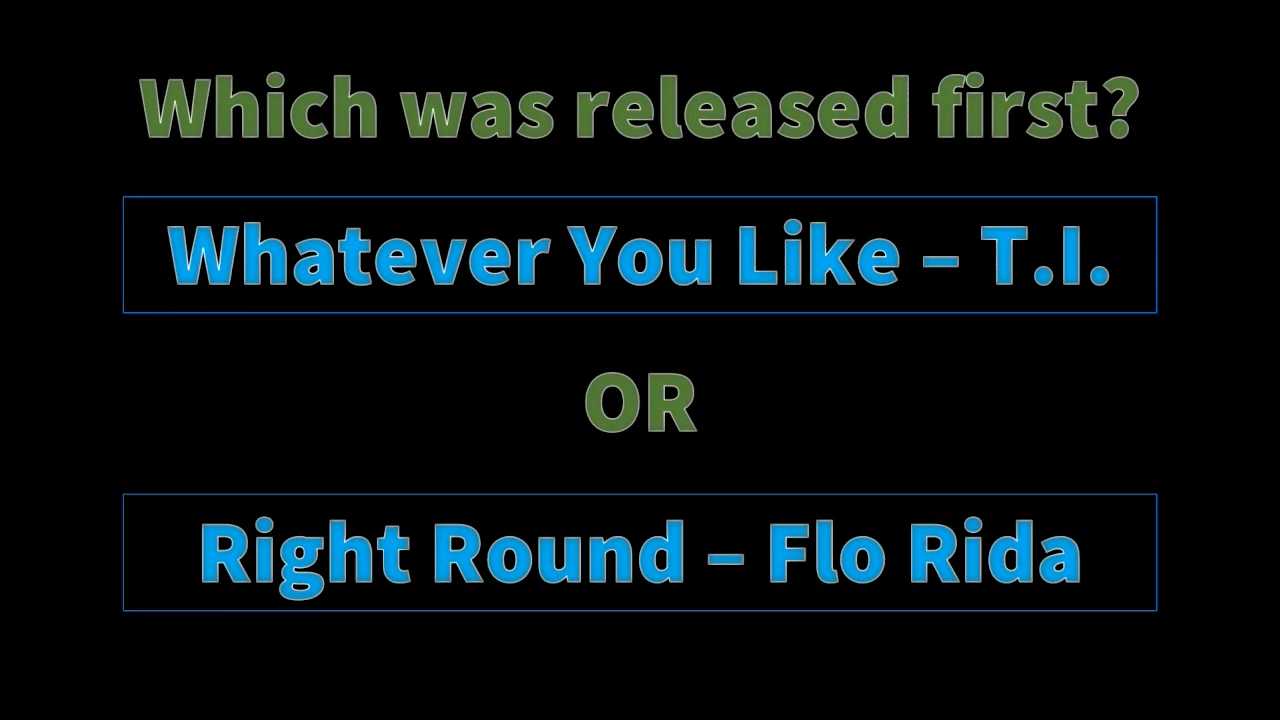 Which was released first?
Whatever You Like – T.I.
OR
Right Round – Flo Rida